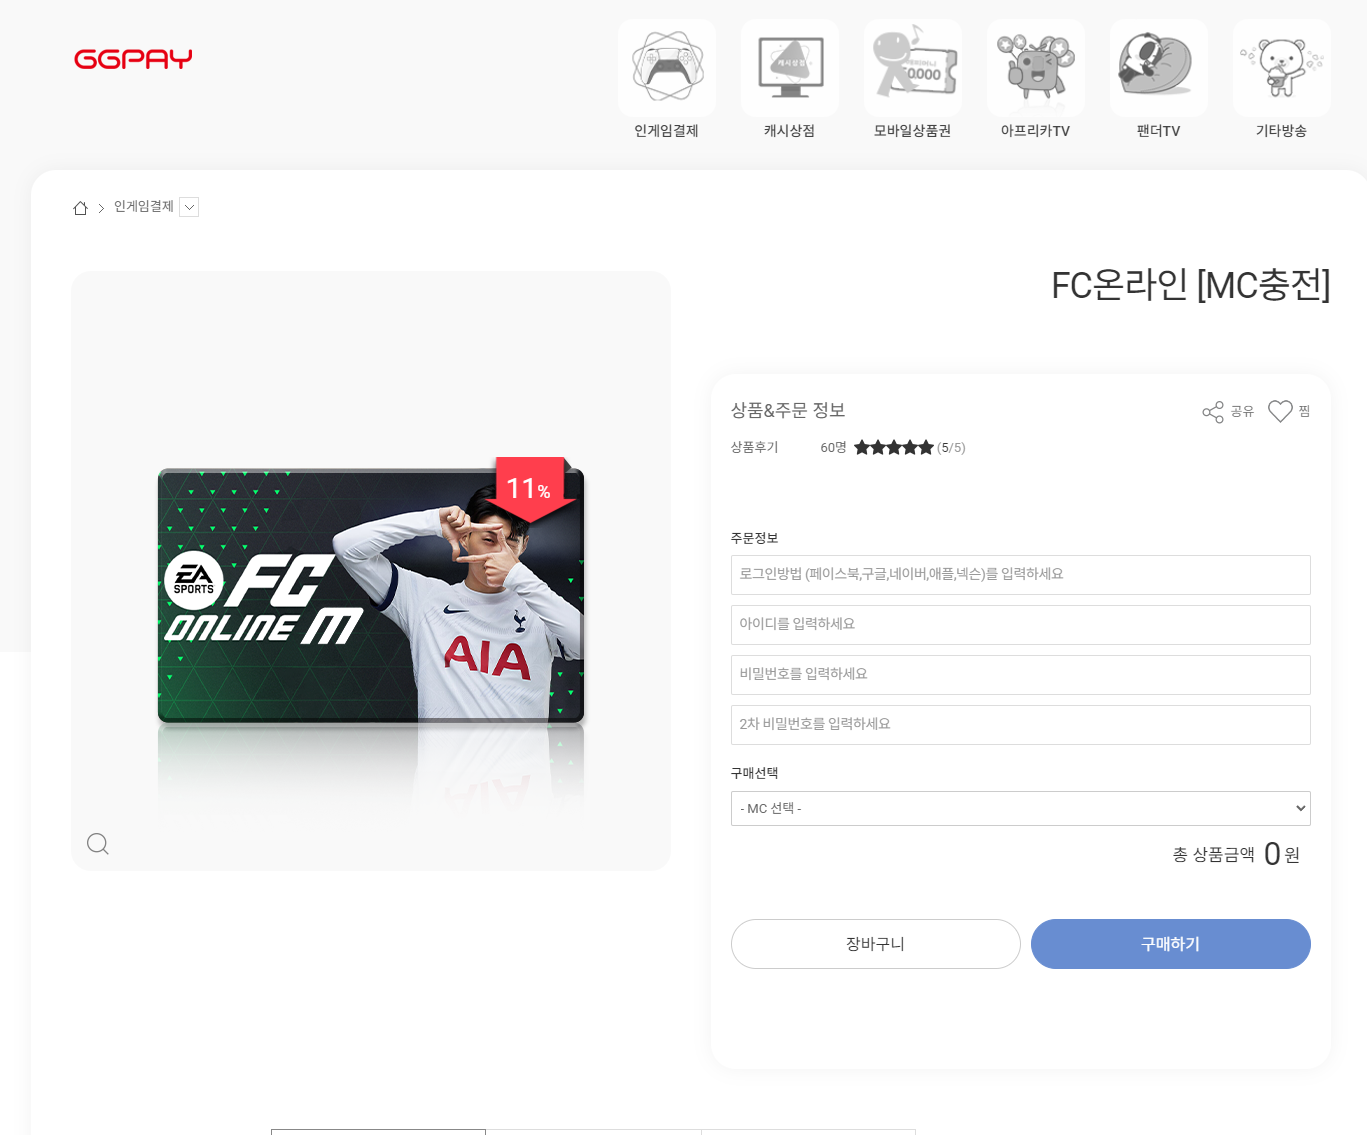 GGPAY
캐시상점
0,000
인게임결제
캐시상점
모바일상품권
아프리카TV
팬더TV
기타방송
인게임결제
FC온라인 [MC충전]
11%
EA SPORTS FC
ONLINE M
AIA
상품&주문 정보
공유
찜
상품후기
60명
(5/5)
주문정보
로그인방법 (페이스북,구글,네이버,애플,넥슨)를 입력하세요
아이디를 입력하세요
비밀번호를 입력하세요
2차 비밀번호를 입력하세요
구매선택
- MC 선택 -
총 상품금액 0 원
장바구니
구매하기